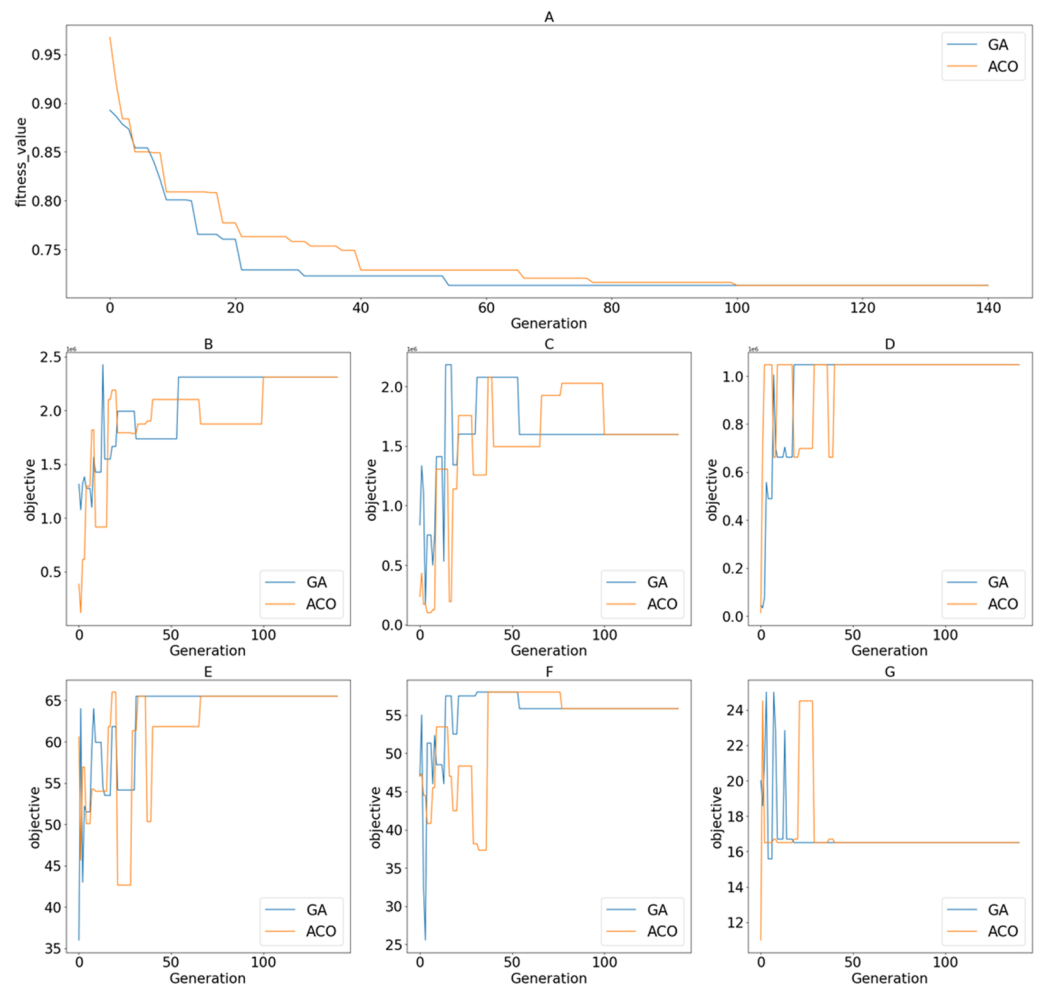 A
fitness_value
0.95
0.90
0.85
0.80
0.75
GA
ACO
0 20 40 60 80 100 120 140
Generation
B
1e6
objective
2.5
2.0
1.5
1.0
0.5
GA
ACO
0 50 100
Generation
C
1e6
objective
2.0
1.5
1.0
0.5
0.0
GA
ACO
0 50 100
Generation
D
1e6
objective
1.0
0.8
0.6
0.4
0.2
0.0
GA
ACO
0 50 100
Generation
E
objective
65
60
55
50
45
40
35
GA
ACO
0 50 100
Generation
F
objective
55
50
45
40
35
30
25
GA
ACO
0 50 100
Generation
G
objective
24
22
20
18
16
14
12
GA
ACO
0 50 100
Generation